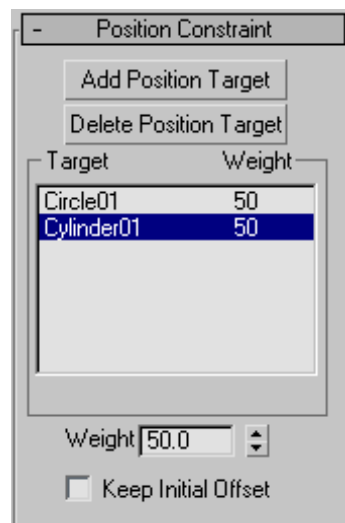 - Position Constraint
Add Position Target
Delete Position Target
Target Weight
Circle01 50
Cylinder01 50
Weight 50.0
Keep Initial Offset